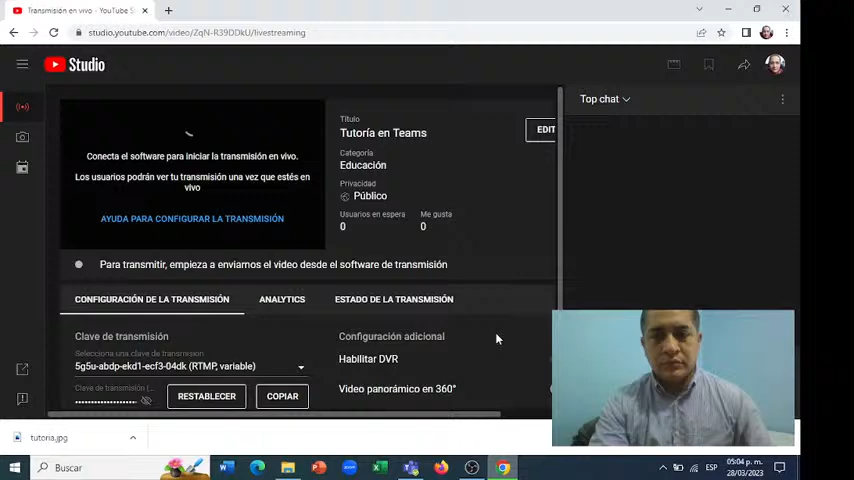 Transmisión en vivo - YouTube S
studio.youtube.com/video/ZqN-R39DDkU/livestreaming
Studio
Top chat
Título
Tutoría en Teams
EDIT
Categoría
Educación
Privacidad
Público
Usuarios en espera
Me gusta
0
0
Conecta el software para iniciar la transmisión en vivo.
Los usuarios podrán ver tu transmisión una vez que estés en
vivo
AYUDA PARA CONFIGURAR LA TRANSMISIÓN
Para transmitir, empieza a enviarnos el video desde el software de transmisión
CONFIGURACIÓN DE LA TRANSMISIÓN
ANALYTICS
ESTADO DE LA TRANSMISIÓN
Clave de transmisión
Selecciona una clave de transmisión
5g5u-abdp-ekd1-ecf3-04dk (RTMP, variable)
Clave de transmisión (...
RESTABLECER
COPIAR
Configuración adicional
Habilitar DVR
Video panorámico en 360°
tutoria.jpg
Buscar
ESP
05:04 p. m.
28/03/2023